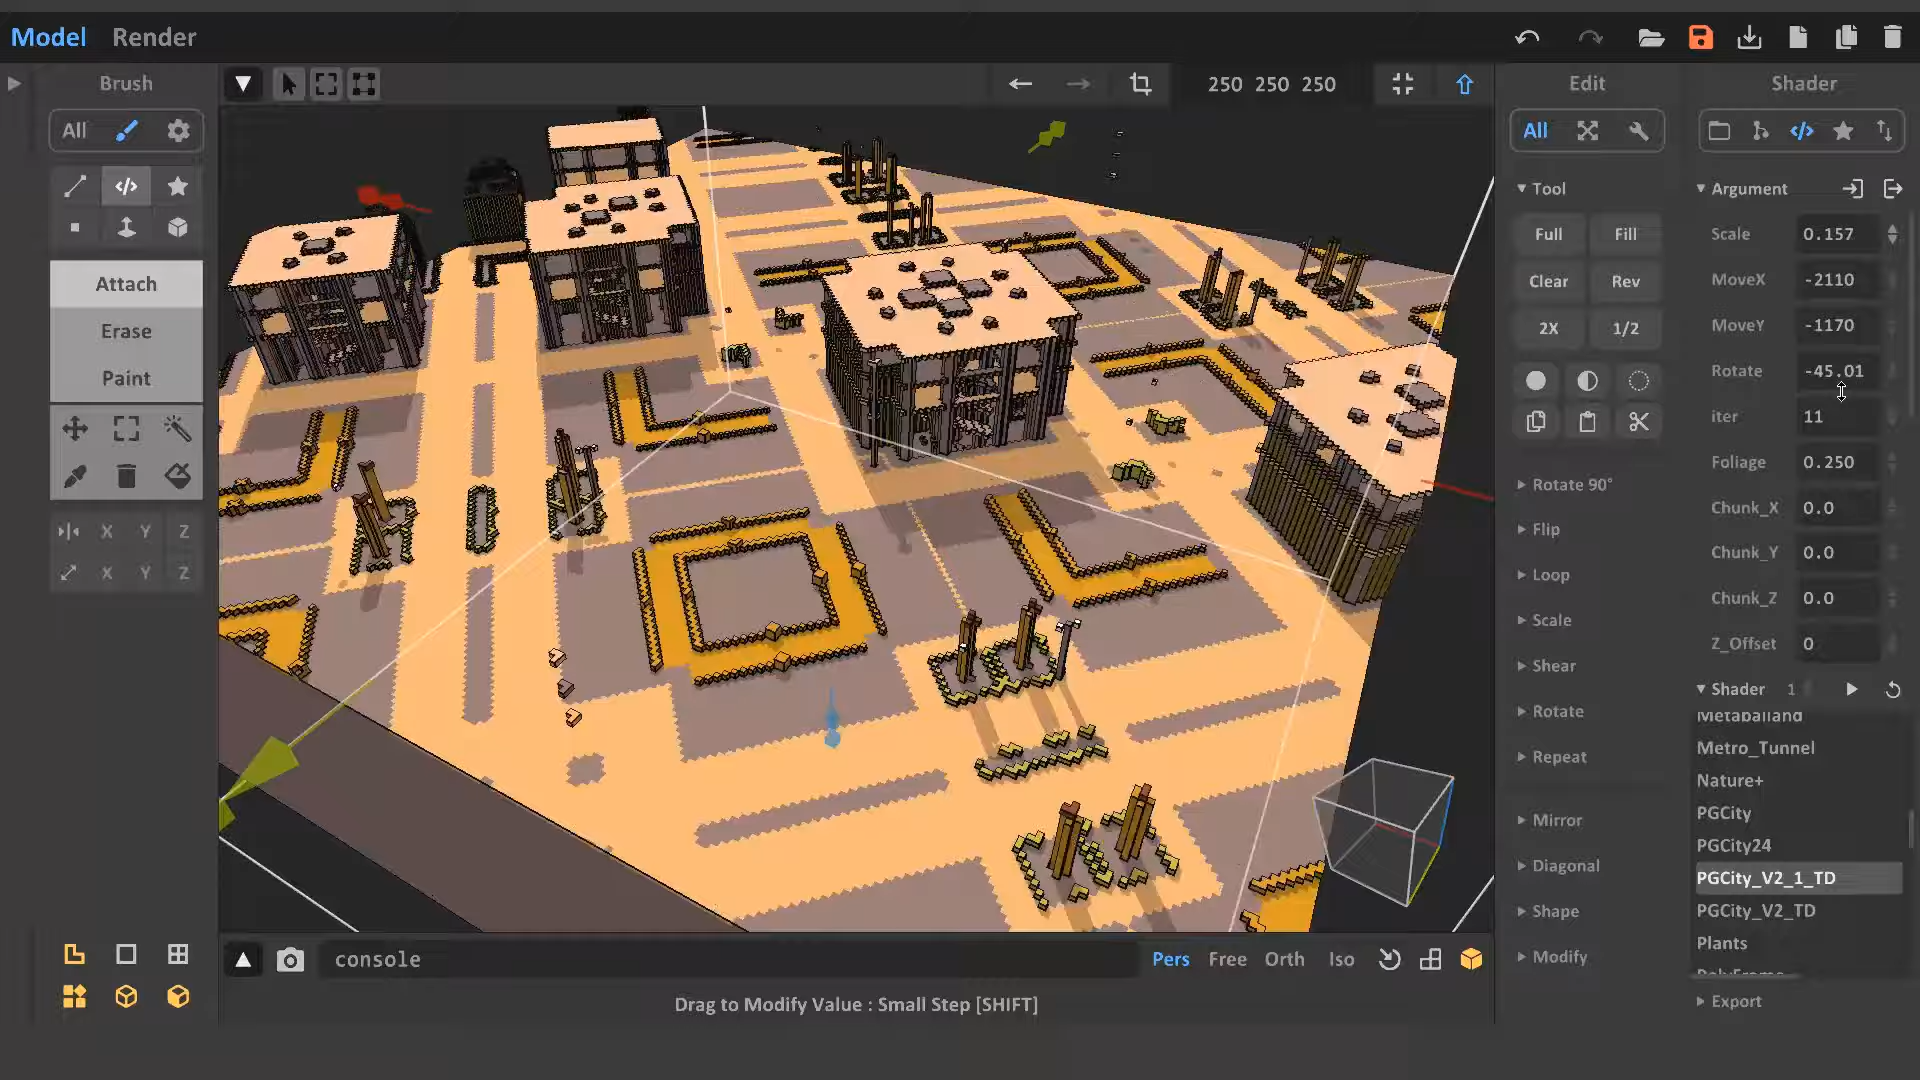 Model Render
Brush
250 250 250
Edit
Shader
All
All
Tool
Argument
Full Fill
Scale 0.157
Clear Rev
MoveX -2110
Attach
2X 1/2
MoveY -1170
Erase
Rotate -45.01
Paint
iter 11
Foliage 0.250
Rotate 90°
Chunk_X 0.0
X Y Z
Flip
Chunk_Y 0.0
X Y Z
Loop
Chunk_Z 0.0
Scale
Z_Offset 0
Shear
Shader 1
Rotate
Metaballand
Metro_Tunnel
Repeat
Nature+
PGCity
Mirror
PGCity24
Diagonal
PGCity_V2_1_TD
Shape
PGCity_V2_TD
Plants
Modify
PolyFrame
console
Pers Free Orth Iso
Export
Drag to Modify Value : Small Step [SHIFT]